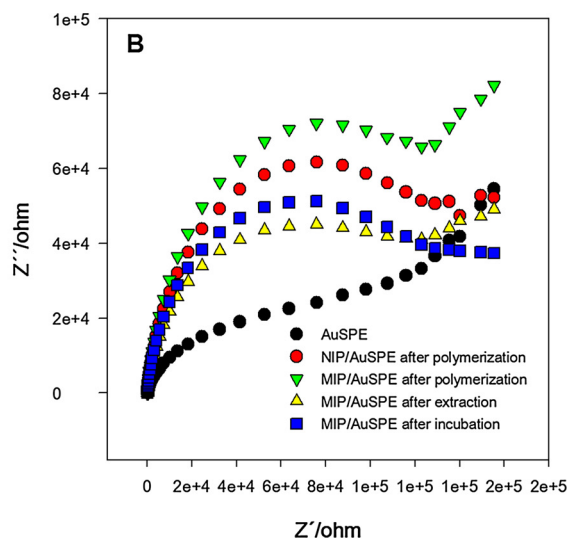 B
1e+5
8e+4
6e+4
4e+4
2e+4
0
Z´´/ohm
AuSPE
NIP/AuSPE after polymerization
MIP/AuSPE after polymerization
MIP/AuSPE after extraction
MIP/AuSPE after incubation
0 2e+4 4e+4 6e+4 8e+4 1e+5 1e+5 1e+5 2e+5 2e+5
Z´/ohm